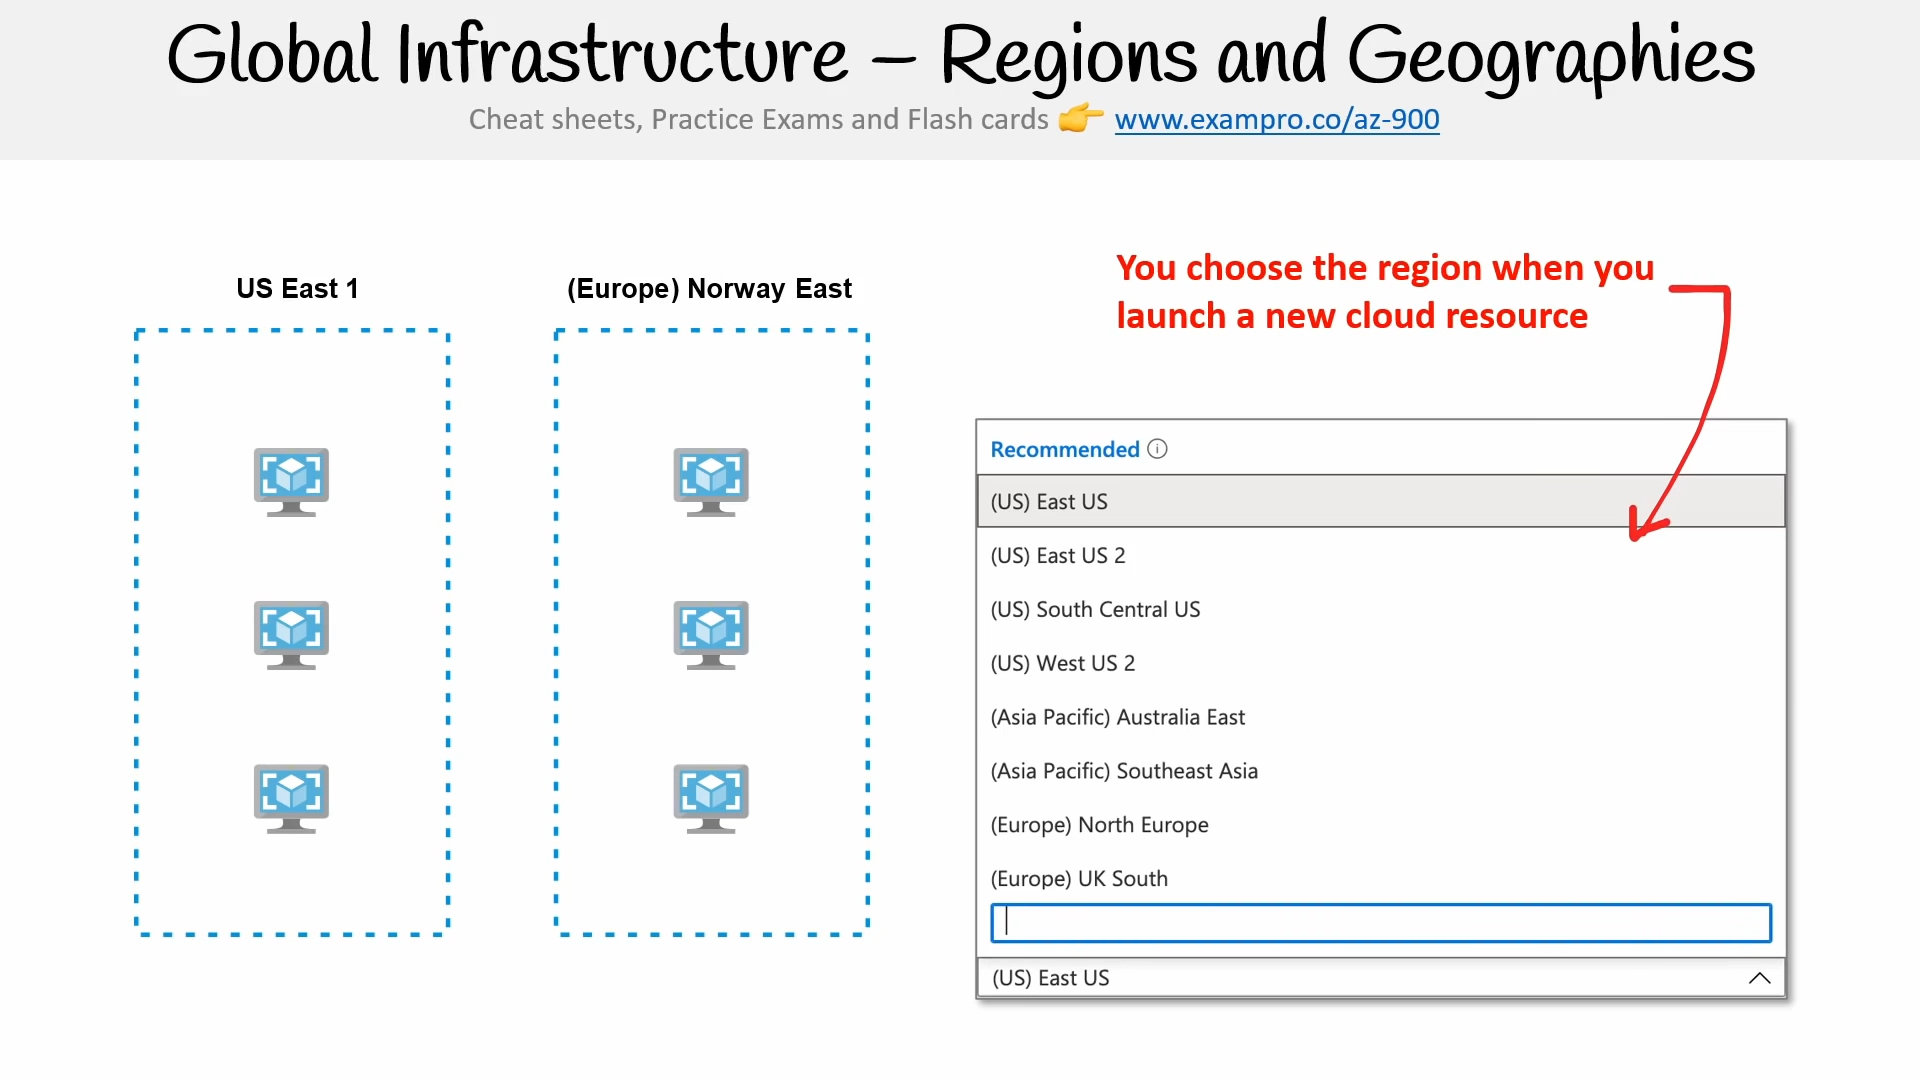 Global Infrastructure – Regions and Geographies
Cheat sheets, Practice Exams and Flash cards 👉 www.exampro.co/az-900
US East 1
(Europe) Norway East
You choose the region when you
launch a new cloud resource
Recommended
(US) East US
(US) East US 2
(US) South Central US
(US) West US 2
(Asia Pacific) Australia East
(Asia Pacific) Southeast Asia
(Europe) North Europe
(Europe) UK South
(US) East US